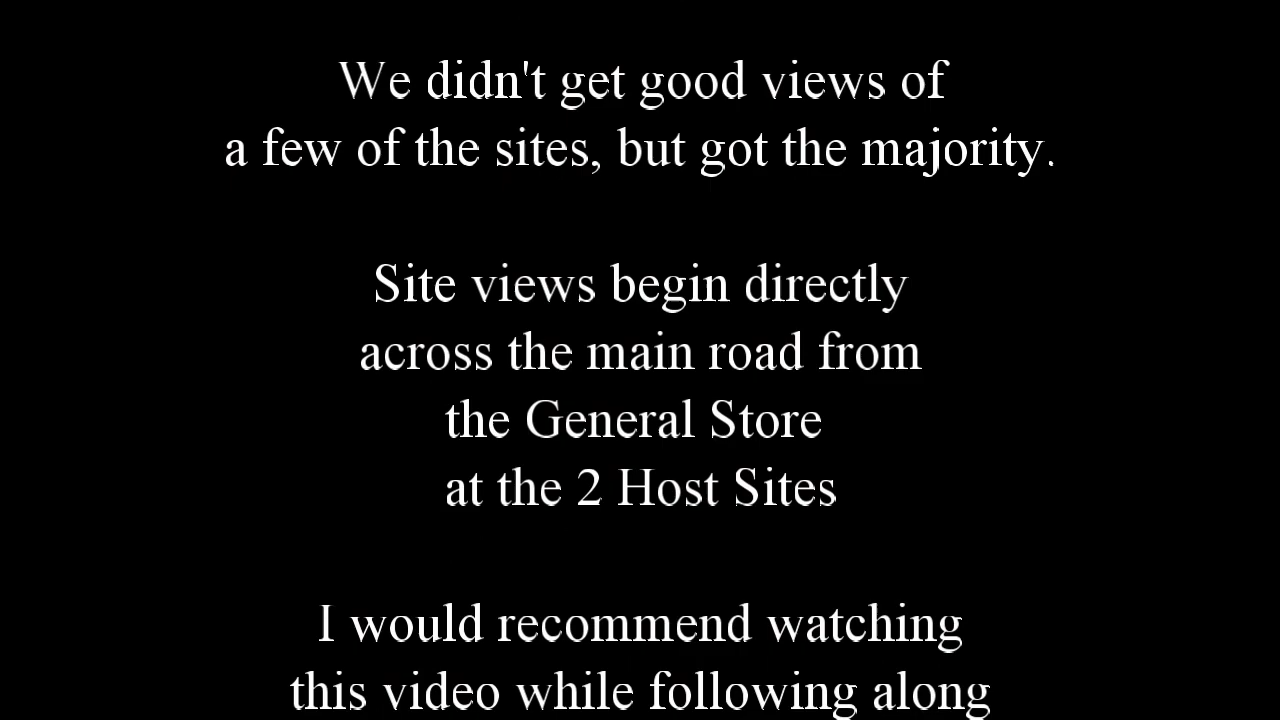 We didn't get good views of
a few of the sites, but got the majority.
Site views begin directly
across the main road from
the General Store
at the 2 Host Sites
I would recommend watching
this video while following along